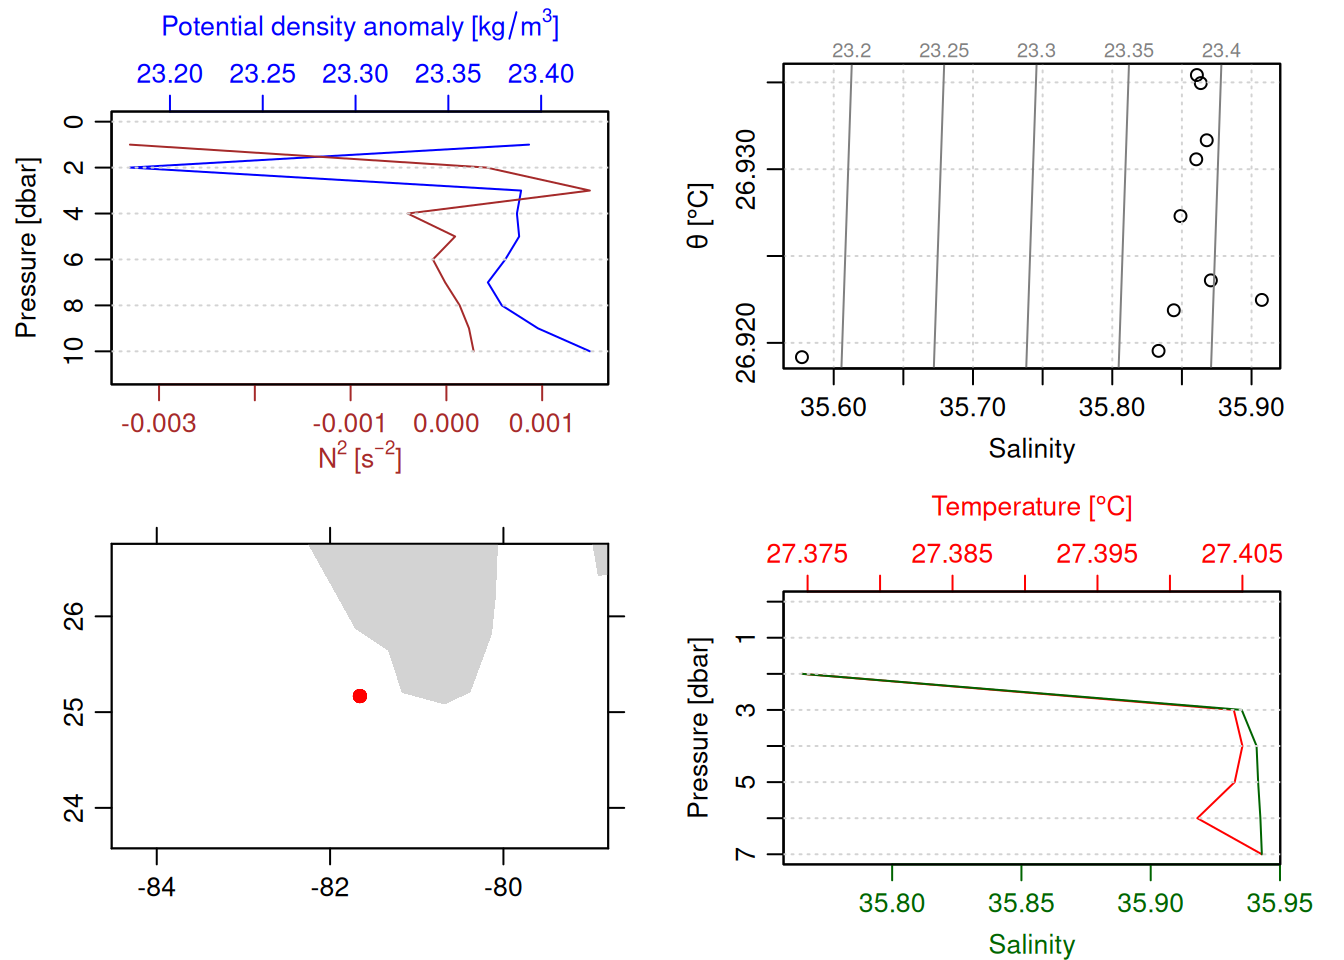 Potential density anomaly [kg/m³]
23.20 23.25 23.30 23.35 23.40
0
2
4
6
8
10
Pressure [dbar]
-0.003 -0.001 0.000 0.001
N² [s⁻²]
23.2 23.25 23.3 23.35 23.4
26.930
26.920
θ [°C]
35.60 35.70 35.80 35.90
Salinity
26
25
24
-84 -82 -80
Temperature [°C]
27.375 27.385 27.395 27.405
1
3
5
7
Pressure [dbar]
35.80 35.85 35.90 35.95
Salinity